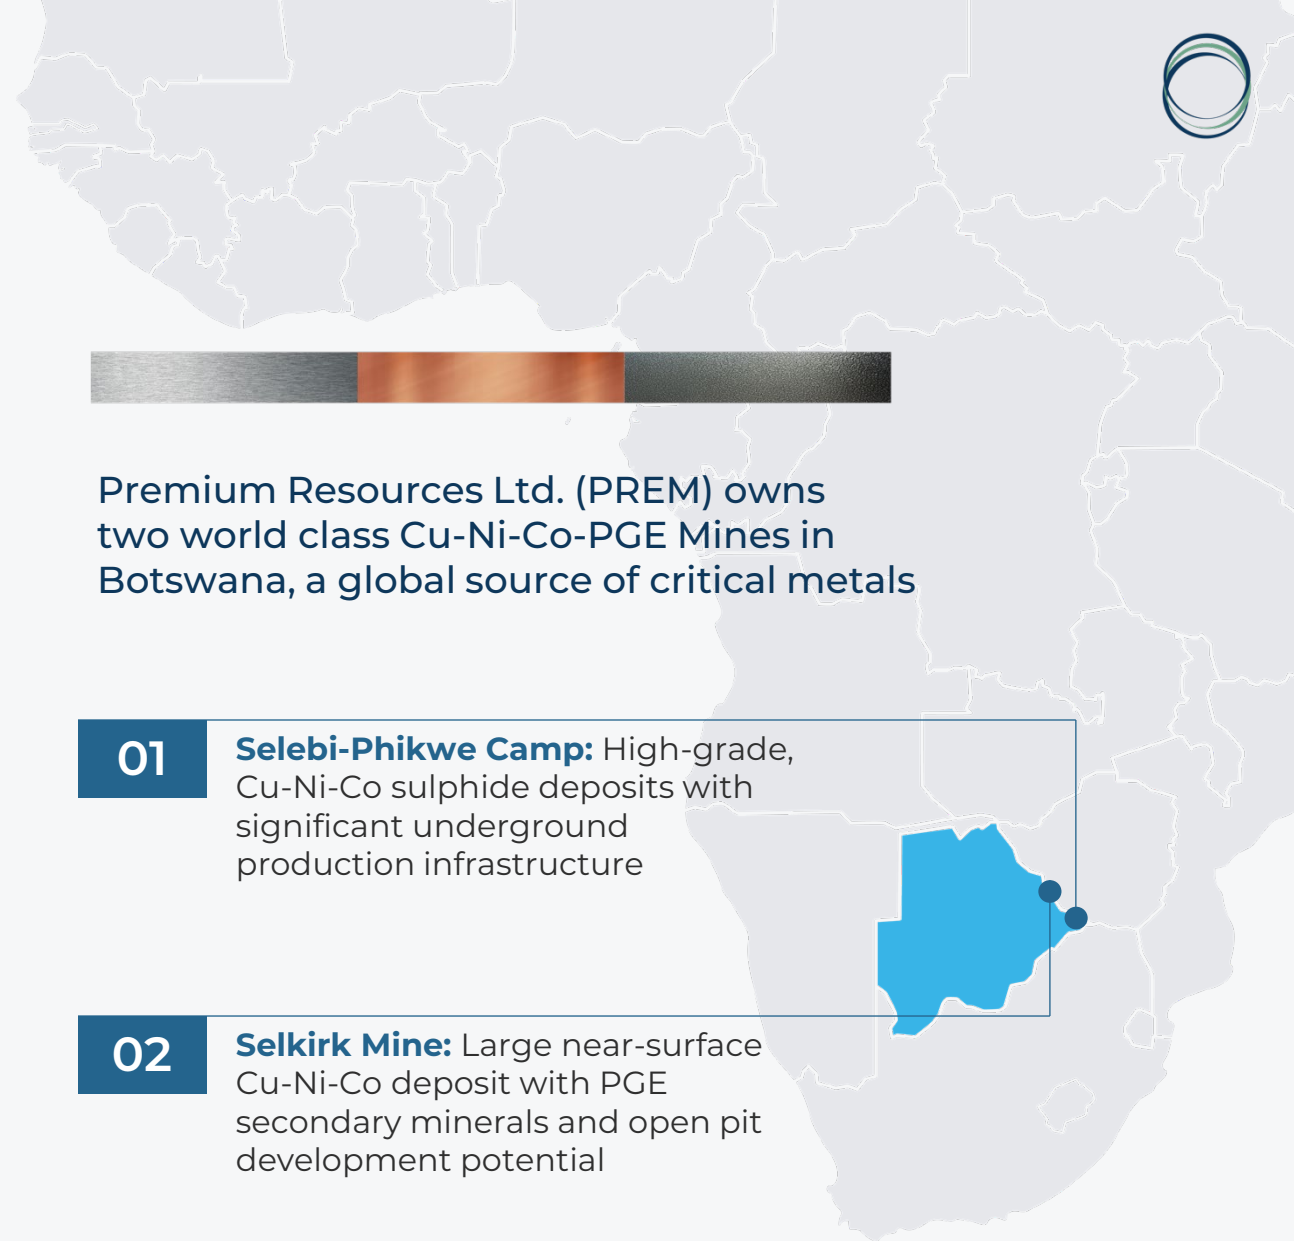 Premium Resources Ltd. (PREM) owns
two world class Cu-Ni-Co-PGE Mines in
Botswana, a global source of critical metals
01
Selebi-Phikwe Camp: High-grade,
Cu-Ni-Co sulphide deposits with
significant underground
production infrastructure
02
Selkirk Mine: Large near-surface
Cu-Ni-Co deposit with PGE
secondary minerals and open pit
development potential